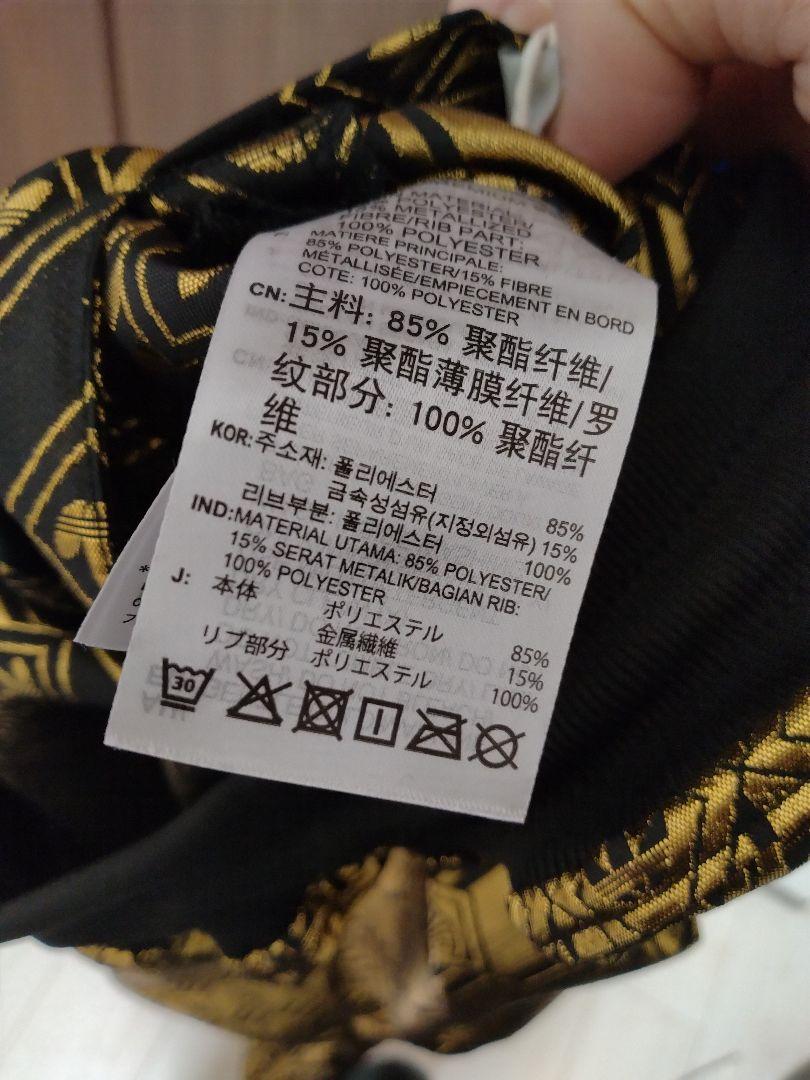 POLYESTER/
METALLIZED
FIBRE/RIB PART:
100% POLYESTER
MATIERE PRINCIPALE:
85% POLYESTER/15% FIBRE
MÉTALLISÉE/EMPIECEMENT EN BORD
COTE: 100% POLYESTER
CN: 主料: 85% 聚酯纤维/
15% 聚酯薄膜纤维/罗
纹部分: 100% 聚酯纤
维
KOR: 주소재: 폴리에스터 85%
금속성섬유(지정외섬유) 15%
리브부분: 폴리에스터 100%
IND: MATERIAL UTAMA: 85% POLYESTER/
15% SERAT METALIK/BAGIAN RIB:
100% POLYESTER
J: 本体 ポリエステル 85%
金属繊維 15%
リブ部分 ポリエステル 100%
30